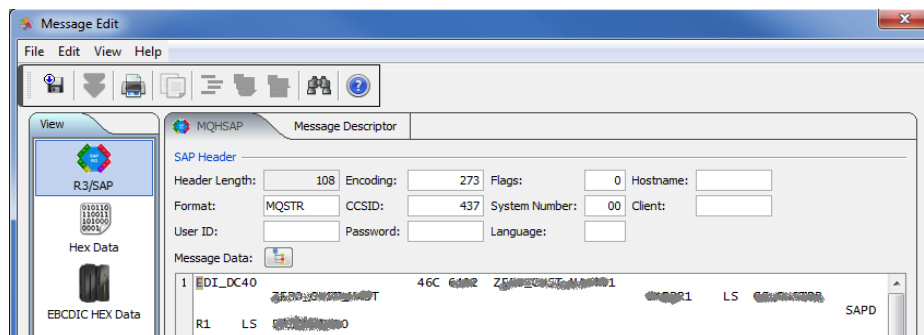 Message Edit
File Edit View Help
View
MQHSAP Message Descriptor
R3/SAP
SAP Header
Header Length: 108 Encoding: 273 Flags: 0 Hostname:
Format: MQSTR CCSID: 437 System Number: 00 Client:
User ID: Password: Language:
Message Data:
Hex Data
EBCDIC HEX Data
1 EDI_DC40 46C
LS
SAPD
R1 LS